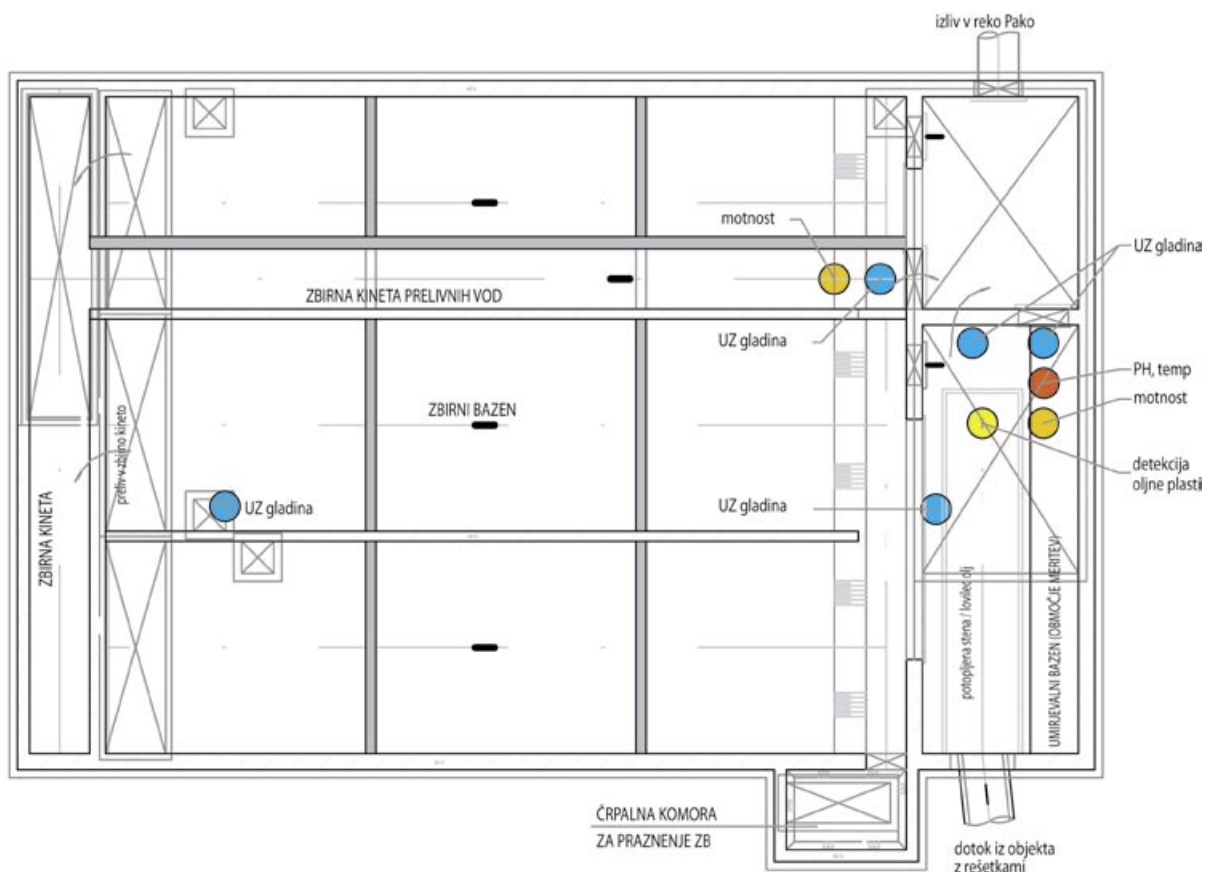 izliv v reko Pako
motnost
UZ gladina
ZBIRNA KINETA PRELIVNIH VOD
UZ gladina
PH, temp
motnost
preliv v zbirno kineto
ZBIRNI BAZEN
detekcija
oljne plasti
ZBIRNA KINETA
UZ gladina
UZ gladina
potopljena stena / lovilec olj
UMIRJEVALNI BAZEN (OBMOČJE MERITEV)
ČRPALNA KOMORA
ZA PRAZNENJE ZB
dotok iz objekta
z rešetkami